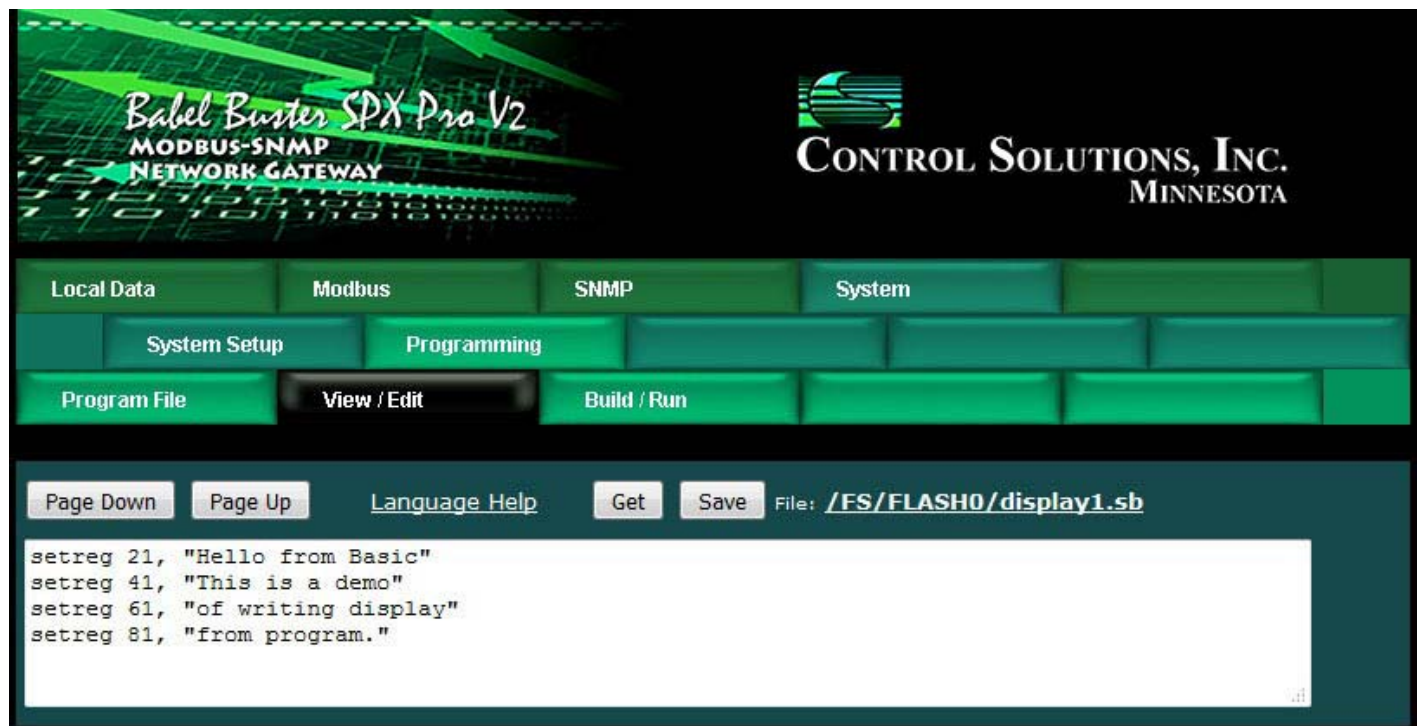 Babel Buster SPX Pro V2
MODBUS-SNMP
NETWORK GATEWAY
CONTROL SOLUTIONS, INC.
MINNESOTA
Local Data Modbus SNMP System
System Setup Programming
Program File View / Edit Build / Run
Page Down Page Up Language Help Get Save File: /FS/FLASH0/display1.sb
setreg 21, "Hello from Basic"
setreg 41, "This is a demo"
setreg 61, "of writing display"
setreg 81, "from program."